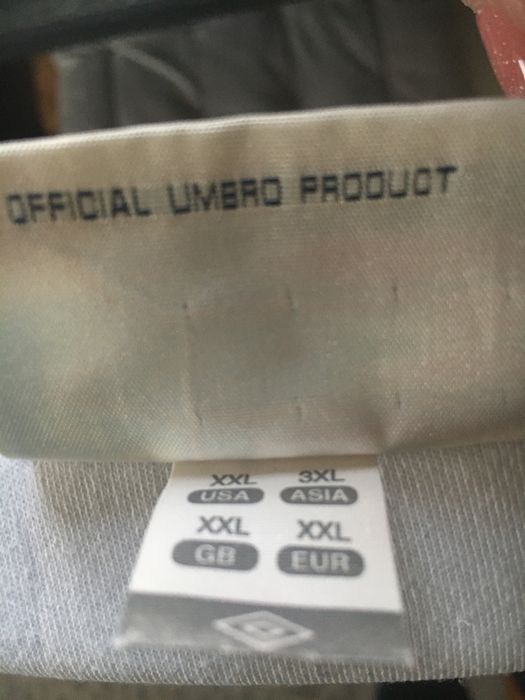 OFFICIAL UMBRO PRODUCT
XXL 3XL
USA ASIA
XXL XXL
GB EUR